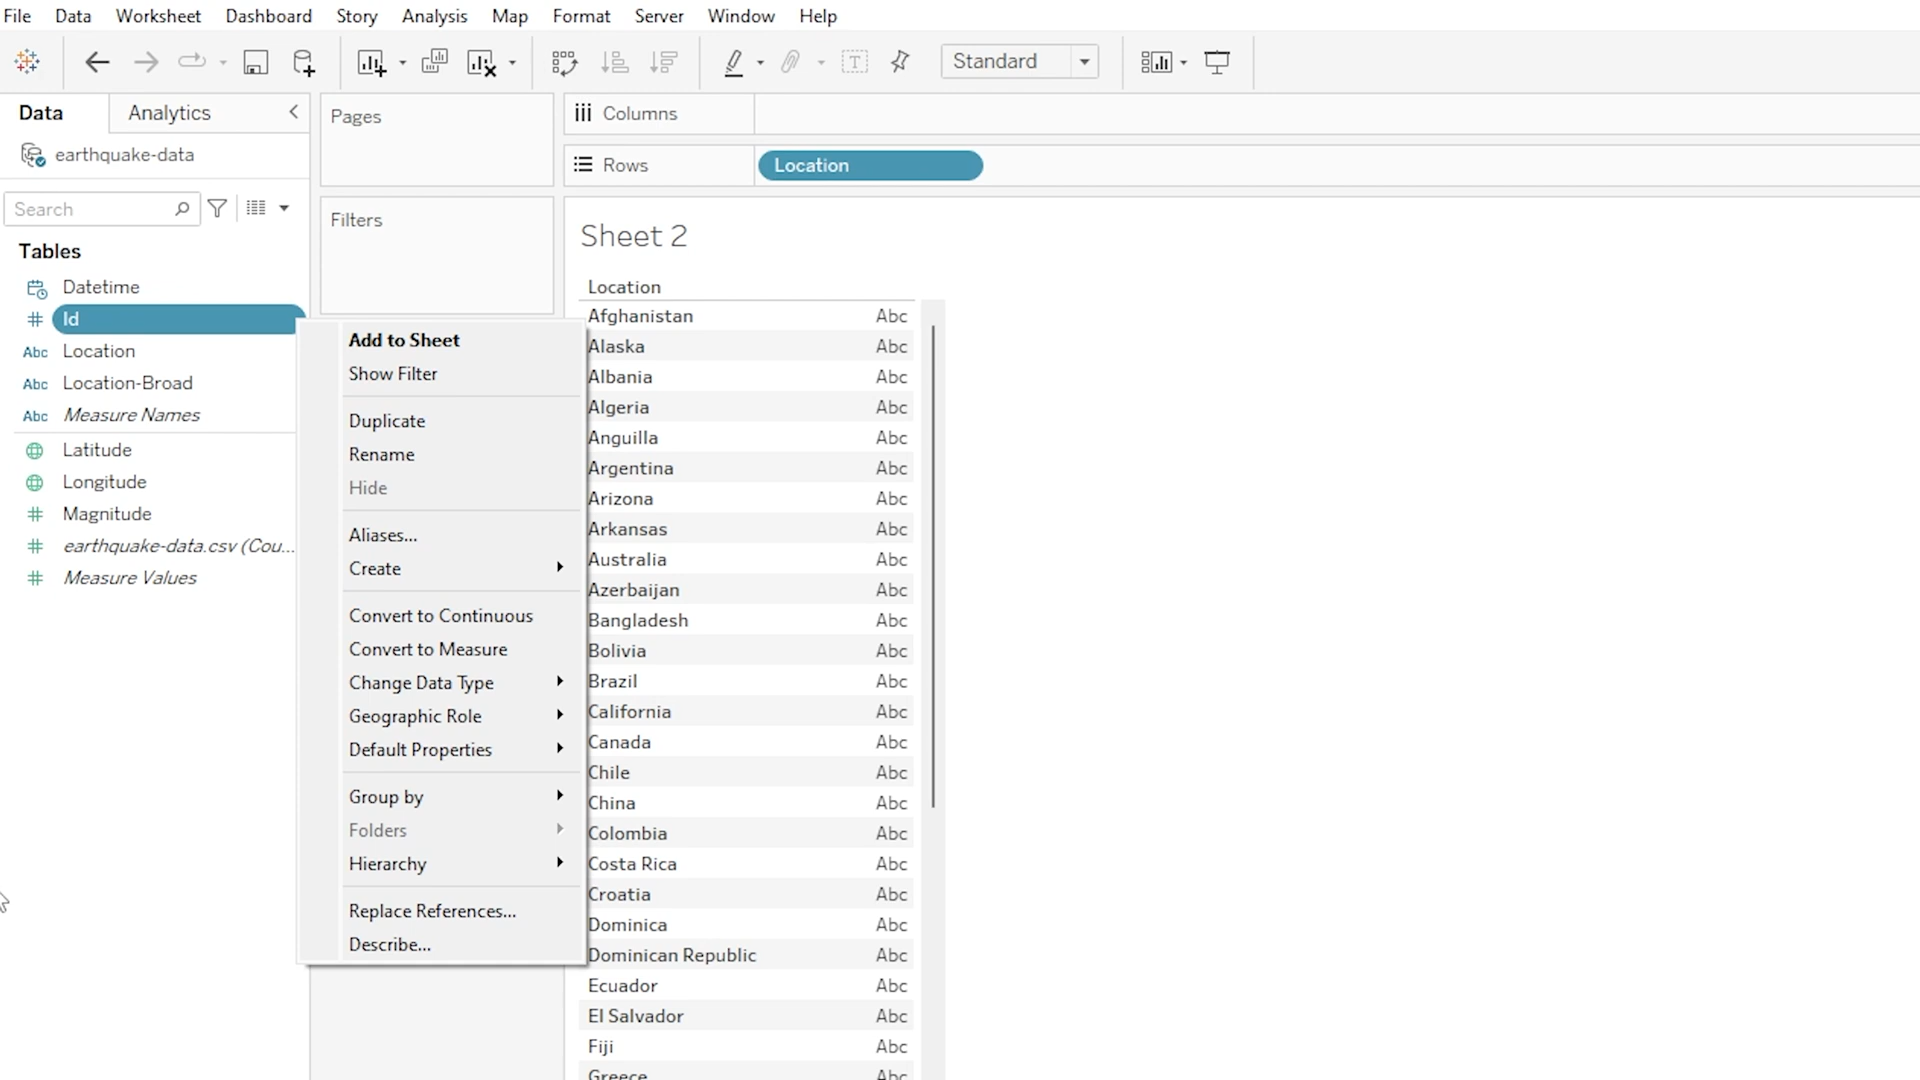 File Data Worksheet Dashboard Story Analysis Map Format Server Window Help
Standard
Data Analytics
earthquake-data
Search
Tables
Datetime
Id
Abc Location
Abc Location-Broad
Abc Measure Names
Latitude
Longitude
Magnitude
earthquake-data.csv (Cou...
Measure Values
Pages
Filters
Columns
Rows Location
Add to Sheet
Show Filter
Duplicate
Rename
Hide
Aliases...
Create
Convert to Continuous
Convert to Measure
Change Data Type
Geographic Role
Default Properties
Group by
Folders
Hierarchy
Replace References...
Describe...
Sheet 2
Location
Afghanistan Abc
Alaska Abc
Albania Abc
Algeria Abc
Anguilla Abc
Argentina Abc
Arizona Abc
Arkansas Abc
Australia Abc
Azerbaijan Abc
Bangladesh Abc
Bolivia Abc
Brazil Abc
California Abc
Canada Abc
Chile Abc
China Abc
Colombia Abc
Costa Rica Abc
Croatia Abc
Dominica Abc
Dominican Republic Abc
Ecuador Abc
El Salvador Abc
Fiji Abc
Greece Abc